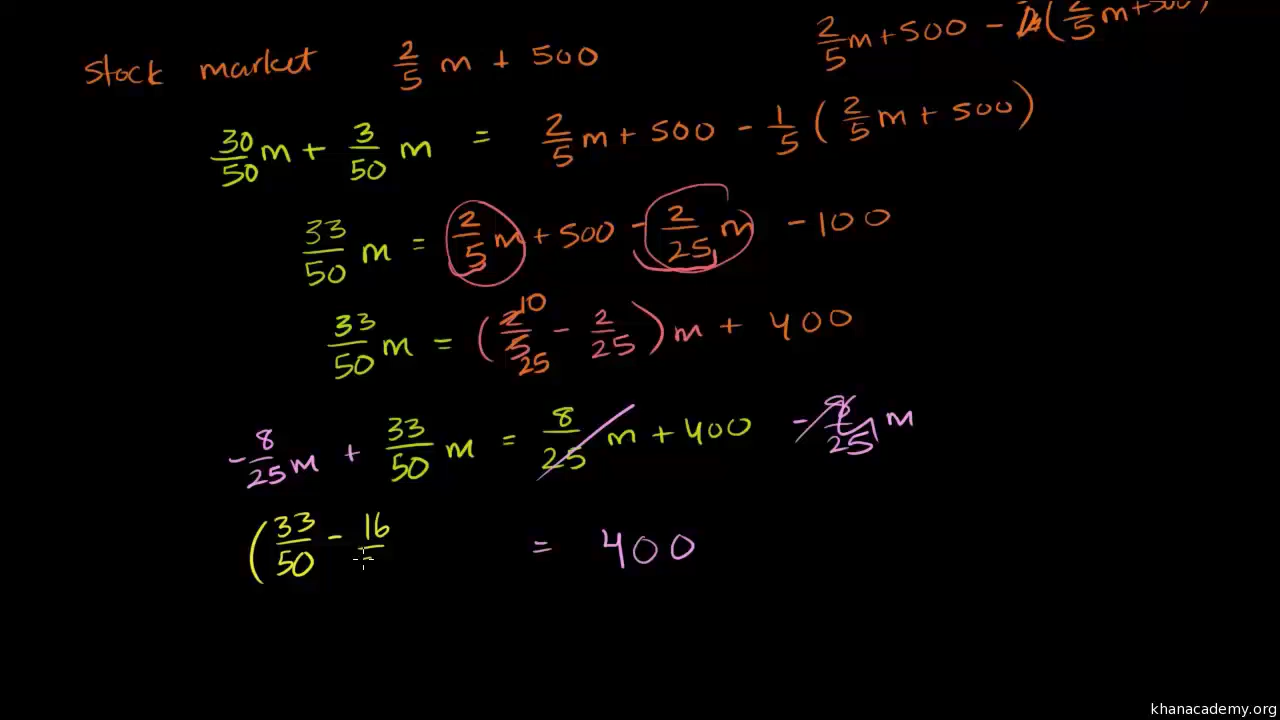 2/5 m + 500 - (2/5 m + 500)
Stock market 2/5 m + 500
30/50 m + 3/50 m = 2/5 m + 500 - 1/5 ( 2/5 m + 500 )
33/50 m = 2/5 m + 500 - 2/25 m - 100
33/50 m = ( 2/5 10/25 - 2/25 ) m + 400
- 8/25 m + 33/50 m = 8/25 m + 400 - 8/25 m
( 33/50 - 16 = 400
khanacademy.org